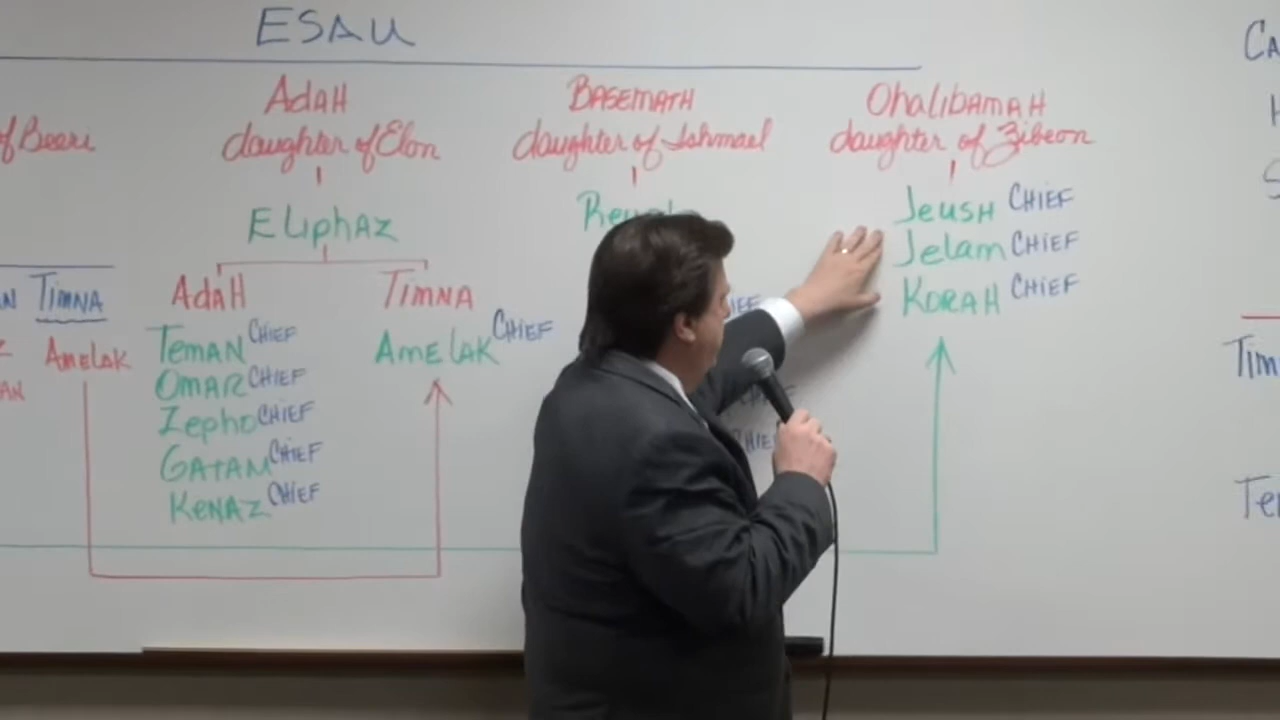 ESAU
CA
of Beeri
AdaH
daughter of Elon
BASEMATH
daughter of Ishmael
OhalibamaH
daughter of Zibeon
EliphAZ
JeUSH CHIEF
Jelam CHIEF
KORAH CHIEF
TIMNA
AMELAK
AdaH
TEMAN CHIEF
OMAR CHIEF
Zepho CHIEF
GATAM CHIEF
KENAZ CHIEF
TIMNA
AMELAK CHIEF